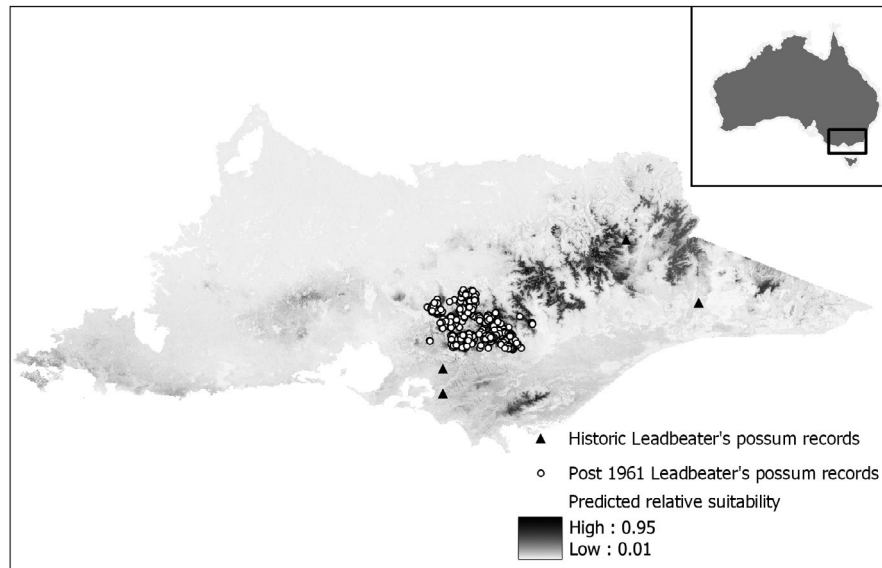 Historic Leadbeater's possum records
Post 1961 Leadbeater's possum records
Predicted relative suitability
High : 0.95
Low : 0.01